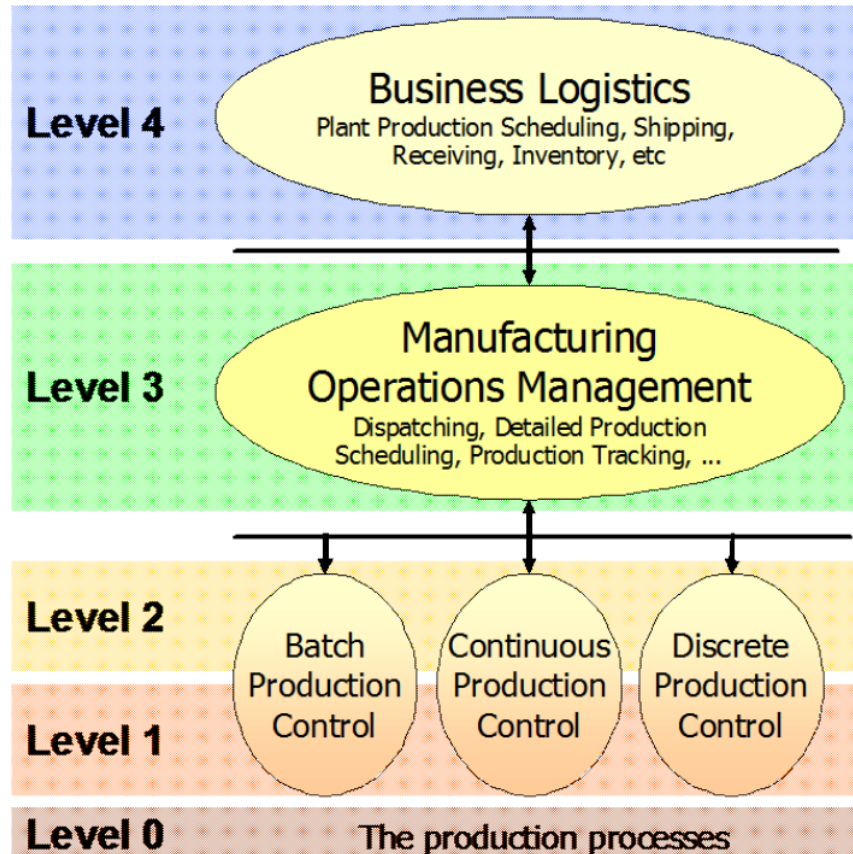 Level 4
Business Logistics
Plant Production Scheduling, Shipping,
Receiving, Inventory, etc
Level 3
Manufacturing
Operations Management
Dispatching, Detailed Production
Scheduling, Production Tracking, ...
Level 2
Level 1
Batch
Production
Control
Continuous
Production
Control
Discrete
Production
Control
Level 0
The production processes